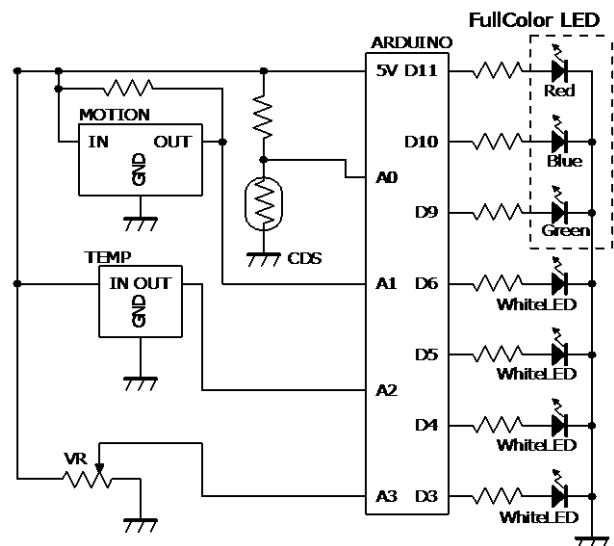 FullColor LED
ARDUINO
5V D11
Red
MOTION
IN OUT
GND
D10
Blue
A0
D9
Green
CDS
TEMP
IN OUT
GND
A1 D6
WhiteLED
D5
WhiteLED
A2
D4
WhiteLED
VR
A3 D3
WhiteLED